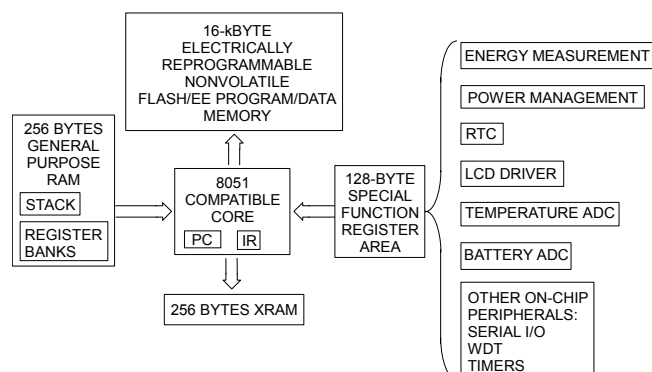 16-kBYTE
ELECTRICALLY
REPROGRAMMABLE
NONVOLATILE
FLASH/EE PROGRAM/DATA
MEMORY
256 BYTES
GENERAL
PURPOSE
RAM
STACK
REGISTER
BANKS
8051
COMPATIBLE
CORE
PC
IR
256 BYTES XRAM
128-BYTE
SPECIAL
FUNCTION
REGISTER
AREA
ENERGY MEASUREMENT
POWER MANAGEMENT
RTC
LCD DRIVER
TEMPERATURE ADC
BATTERY ADC
OTHER ON-CHIP
PERIPHERALS:
SERIAL I/O
WDT
TIMERS